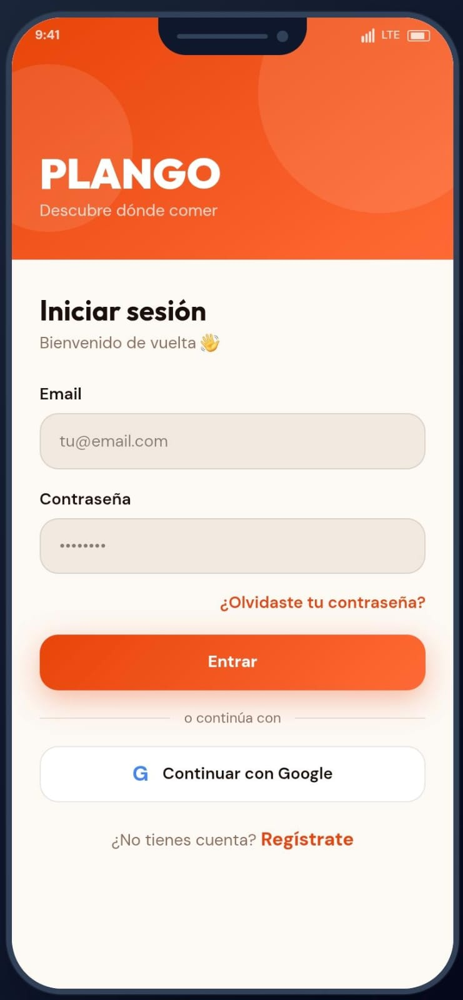 9:41 LTE
PLANGO
Descubre dónde comer
Iniciar sesión
Bienvenido de vuelta 👋
Email
tu@email.com
Contraseña
••••••••
¿Olvidaste tu contraseña?
Entrar
o continúa con
G Continuar con Google
¿No tienes cuenta? Regístrate